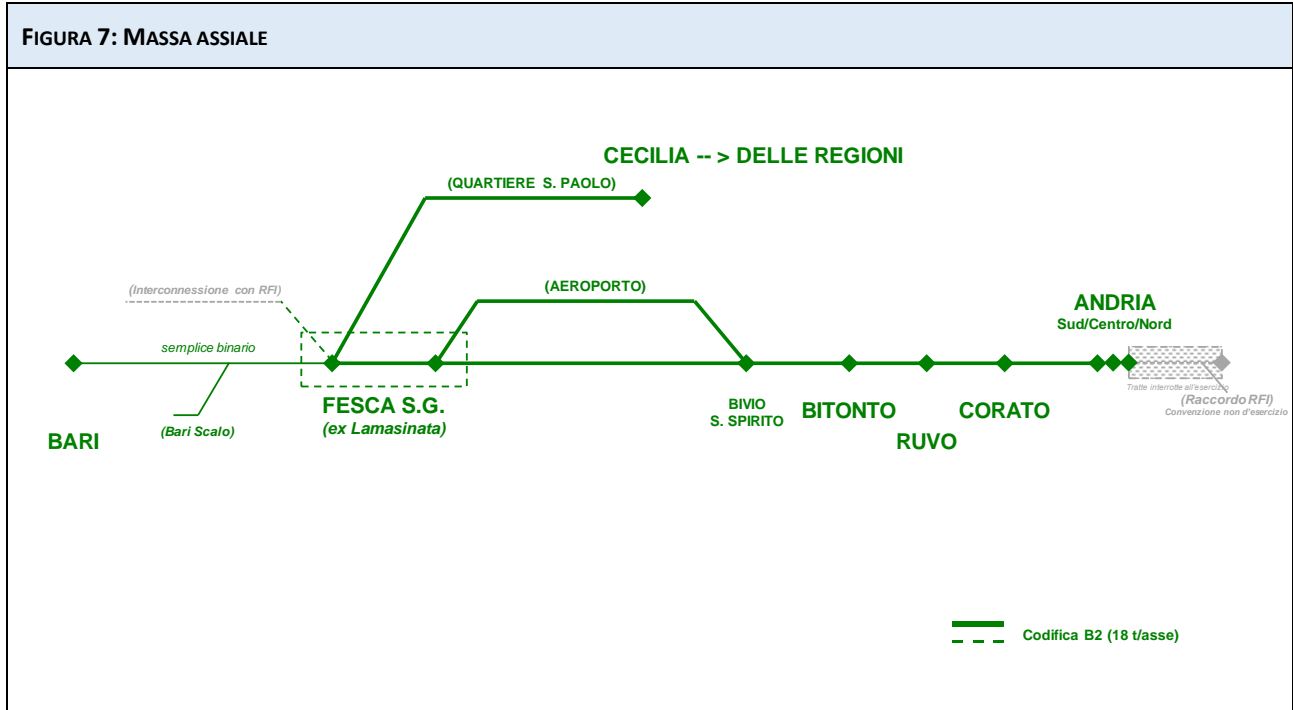 FIGURA 7: MASSA ASSIALE
CECILIA -- > DELLE REGIONI
(QUARTIERE S. PAOLO)
(Interconnessione con RFI)
(AEROPORTO)
ANDRIA
Sud/Centro/Nord
semplice binario
Tratte interrotte all'esercizio
(Raccordo RFI)
Convenzione non d'esercizio
FESCA S.G.
(ex Lamasinata)
BIVIO
S. SPIRITO
BITONTO
CORATO
(Bari Scalo)
BARI
RUVO
Codifica B2 (18 t/asse)